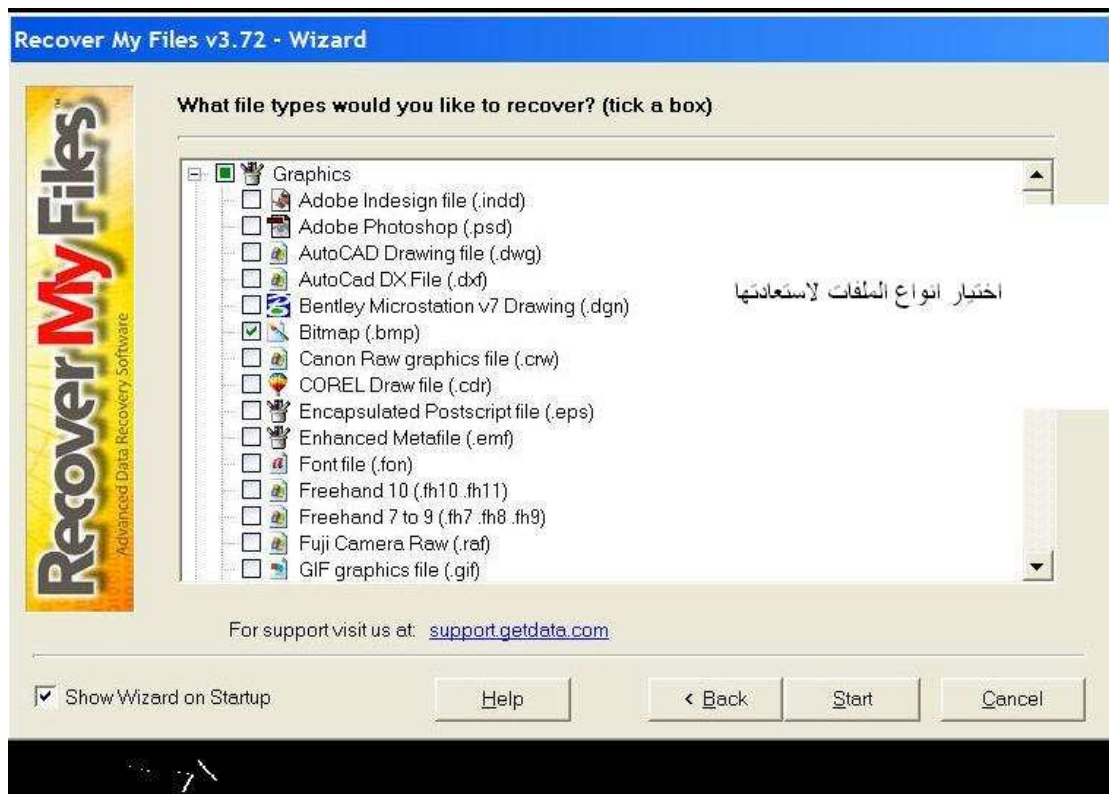 Recover My Files v3.72 - Wizard
Recover My Files™
Advanced Data Recovery Software
What file types would you like to recover? (tick a box)
Graphics
Adobe Indesign file (.indd)
Adobe Photoshop (.psd)
AutoCAD Drawing file (.dwg)
AutoCad DX File (.dxf)
Bentley Microstation v7 Drawing (.dgn)
Bitmap (.bmp)
Canon Raw graphics file (.crw)
COREL Draw file (.cdr)
Encapsulated Postscript file (.eps)
Enhanced Metafile (.emf)
Font file (.fon)
Freehand 10 (.fh10 .fh11)
Freehand 7 to 9 (.fh7 .fh8 .fh9)
Fuji Camera Raw (.raf)
GIF graphics file (.gif)
اختيار انواع الملفات لاستعادتها
For support visit us at: support.getdata.com
Show Wizard on Startup
Help
< Back
Start
Cancel